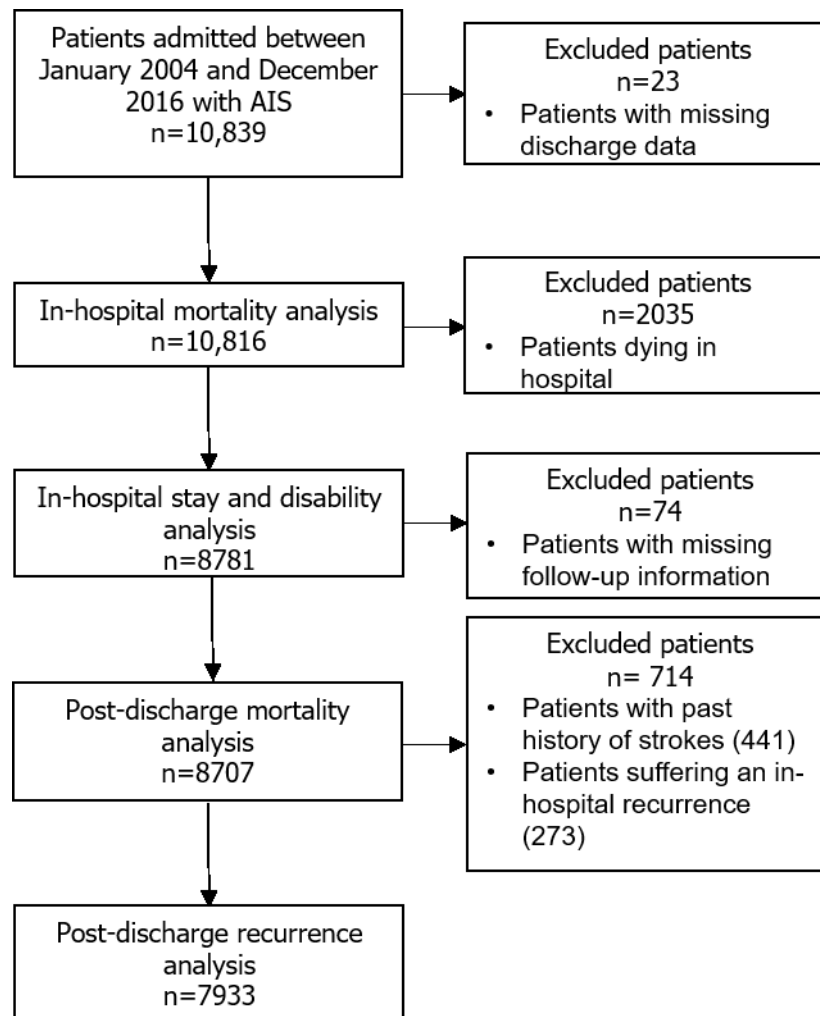 Patients admitted between
January 2004 and December
2016 with AIS
n=10,839
Excluded patients
n=23
• Patients with missing
discharge data
In-hospital mortality analysis
n=10,816
Excluded patients
n=2035
• Patients dying in
hospital
In-hospital stay and disability
analysis
n=8781
Excluded patients
n=74
• Patients with missing
follow-up information
Post-discharge mortality
analysis
n=8707
Excluded patients
n= 714
• Patients with past
history of strokes (441)
• Patients suffering an in-
hospital recurrence
(273)
Post-discharge recurrence
analysis
n=7933